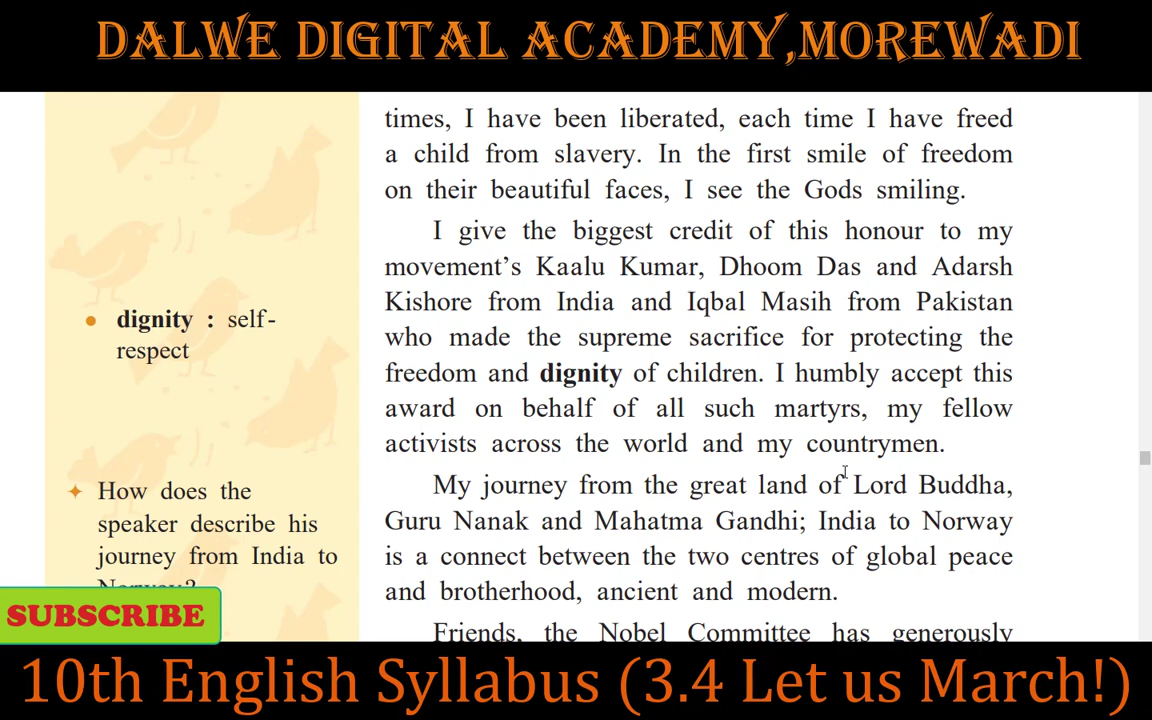 DALWE DIGITAL ACADEMY,MOREWADI
times, I have been liberated, each time I have freed
a child from slavery. In the first smile of freedom
on their beautiful faces, I see the Gods smiling.
I give the biggest credit of this honour to my
movement's Kaalu Kumar, Dhoom Das and Adarsh
Kishore from India and Iqbal Masih from Pakistan
who made the supreme sacrifice for protecting the
freedom and dignity of children. I humbly accept this
award on behalf of all such martyrs, my fellow
activists across the world and my countrymen.
My journey from the great land of Lord Buddha,
Guru Nanak and Mahatma Gandhi; India to Norway
is a connect between the two centres of global peace
and brotherhood, ancient and modern.
Friends, the Nobel Committee has generously
• dignity : self-
respect
✦ How does the
speaker describe his
journey from India to
Norway?
SUBSCRIBE
10th English Syllabus (3.4 Let us March!)